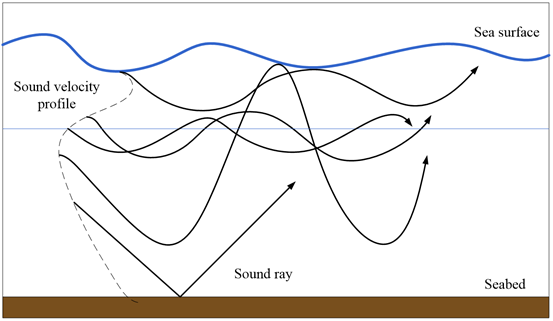 Sea surface
Sound velocity
profile
Sound ray
Seabed